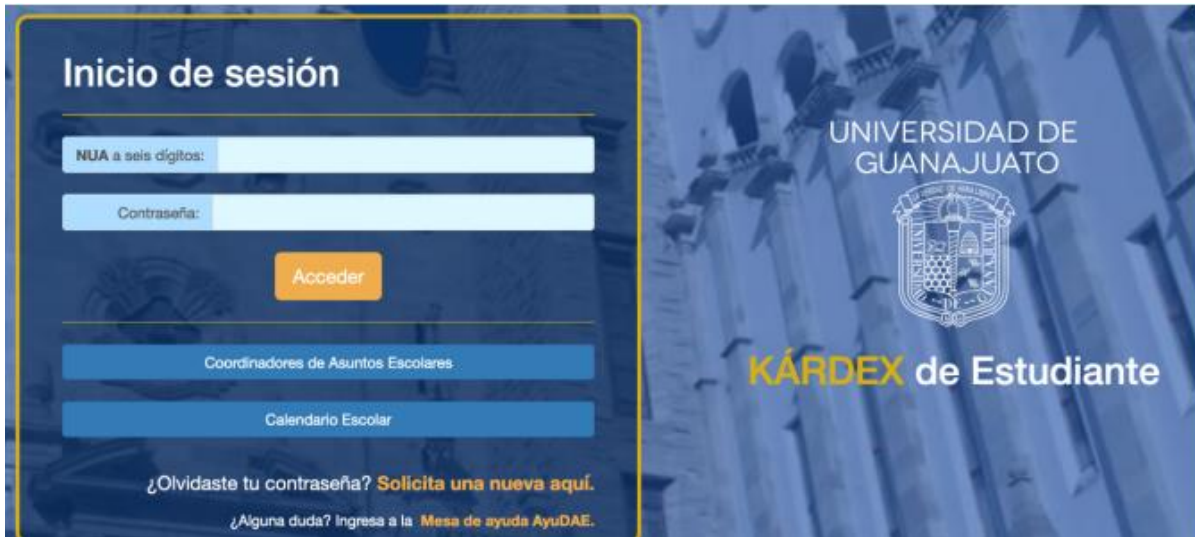 Inicio de sesión
NUA a seis dígitos:
Contraseña:
Acceder
Coordinadores de Asuntos Escolares
Calendario Escolar
¿Olvidaste tu contraseña? Solicita una nueva aquí.
¿Alguna duda? Ingresa a la Mesa de ayuda AyuDAE.
UNIVERSIDAD DE
GUANAJUATO
KÁRDEX de Estudiante